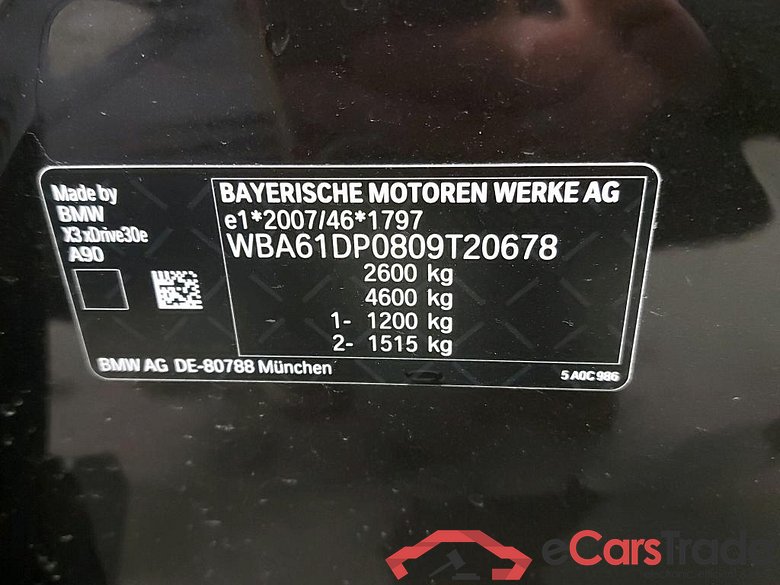 Made by
BMW
X3 xDrive30e
A90
BAYERISCHE MOTOREN WERKE AG
e1*2007/46*1797
WBA61DP0809T20678
2600 kg
4600 kg
1- 1200 kg
2- 1515 kg
BMW AG DE-80788 München
5 A0C 986
eCarsTrade